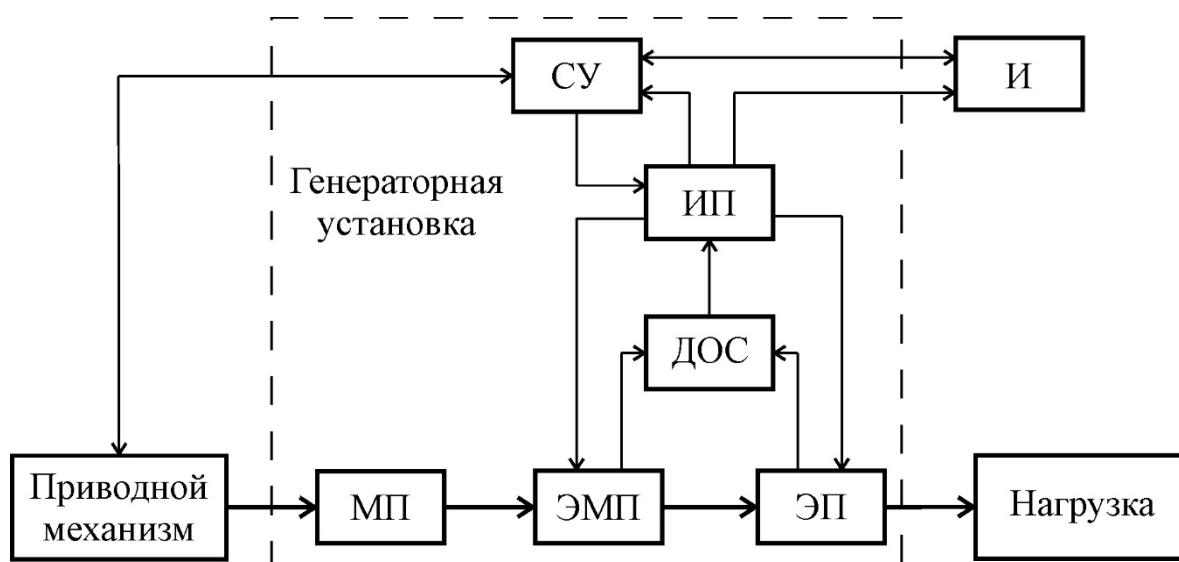 СУ
И
Генераторная
установка
ИП
ДОС
Приводной
механизм
МП
ЭМП
ЭП
Нагрузка